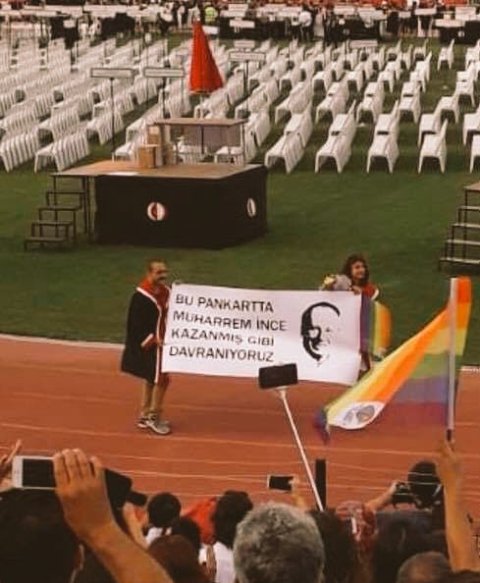 BU PANKARTTA
MUHARREM İNCE
KAZANMIŞ GİBİ
DAVRANIYORUZ